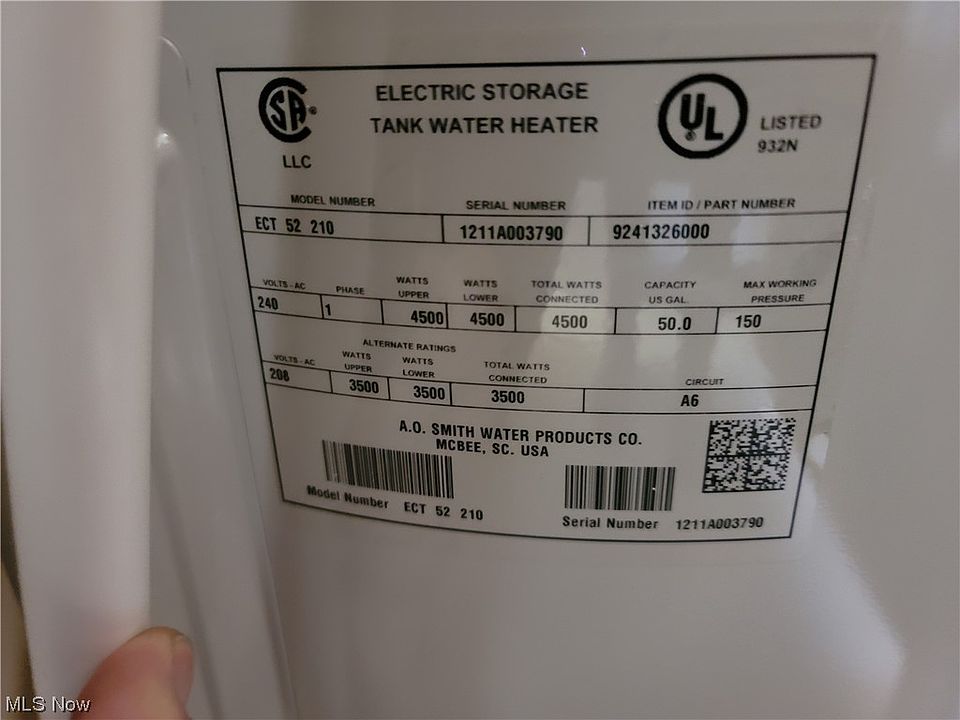 ELECTRIC STORAGE
TANK WATER HEATER
SA
LLC
UL
LISTED
932N
MODEL NUMBER SERIAL NUMBER ITEM ID / PART NUMBER
ECT 52 210 1211A003790 9241326000
VOLTS - AC PHASE WATTS UPPER WATTS LOWER TOTAL WATTS CONNECTED CAPACITY US GAL. MAX WORKING PRESSURE
240 1 4500 4500 4500 50.0 150
ALTERNATE RATINGS
VOLTS - AC WATTS UPPER WATTS LOWER TOTAL WATTS CONNECTED CIRCUIT
208 3500 3500 3500 A6
A.O. SMITH WATER PRODUCTS CO.
MCBEE, SC. USA
Model Number ECT 52 210
Serial Number 1211A003790
MLS Now